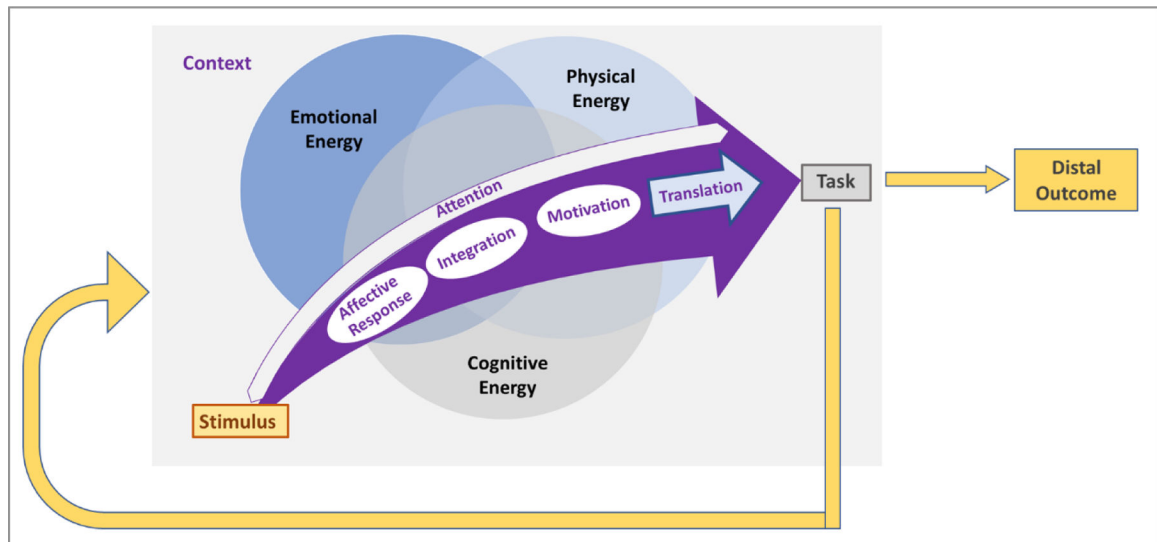 Context
Emotional
Energy
Physical
Energy
Attention
Translation
Motivation
Integration
Affective
Response
Cognitive
Energy
Stimulus
Task
Distal
Outcome